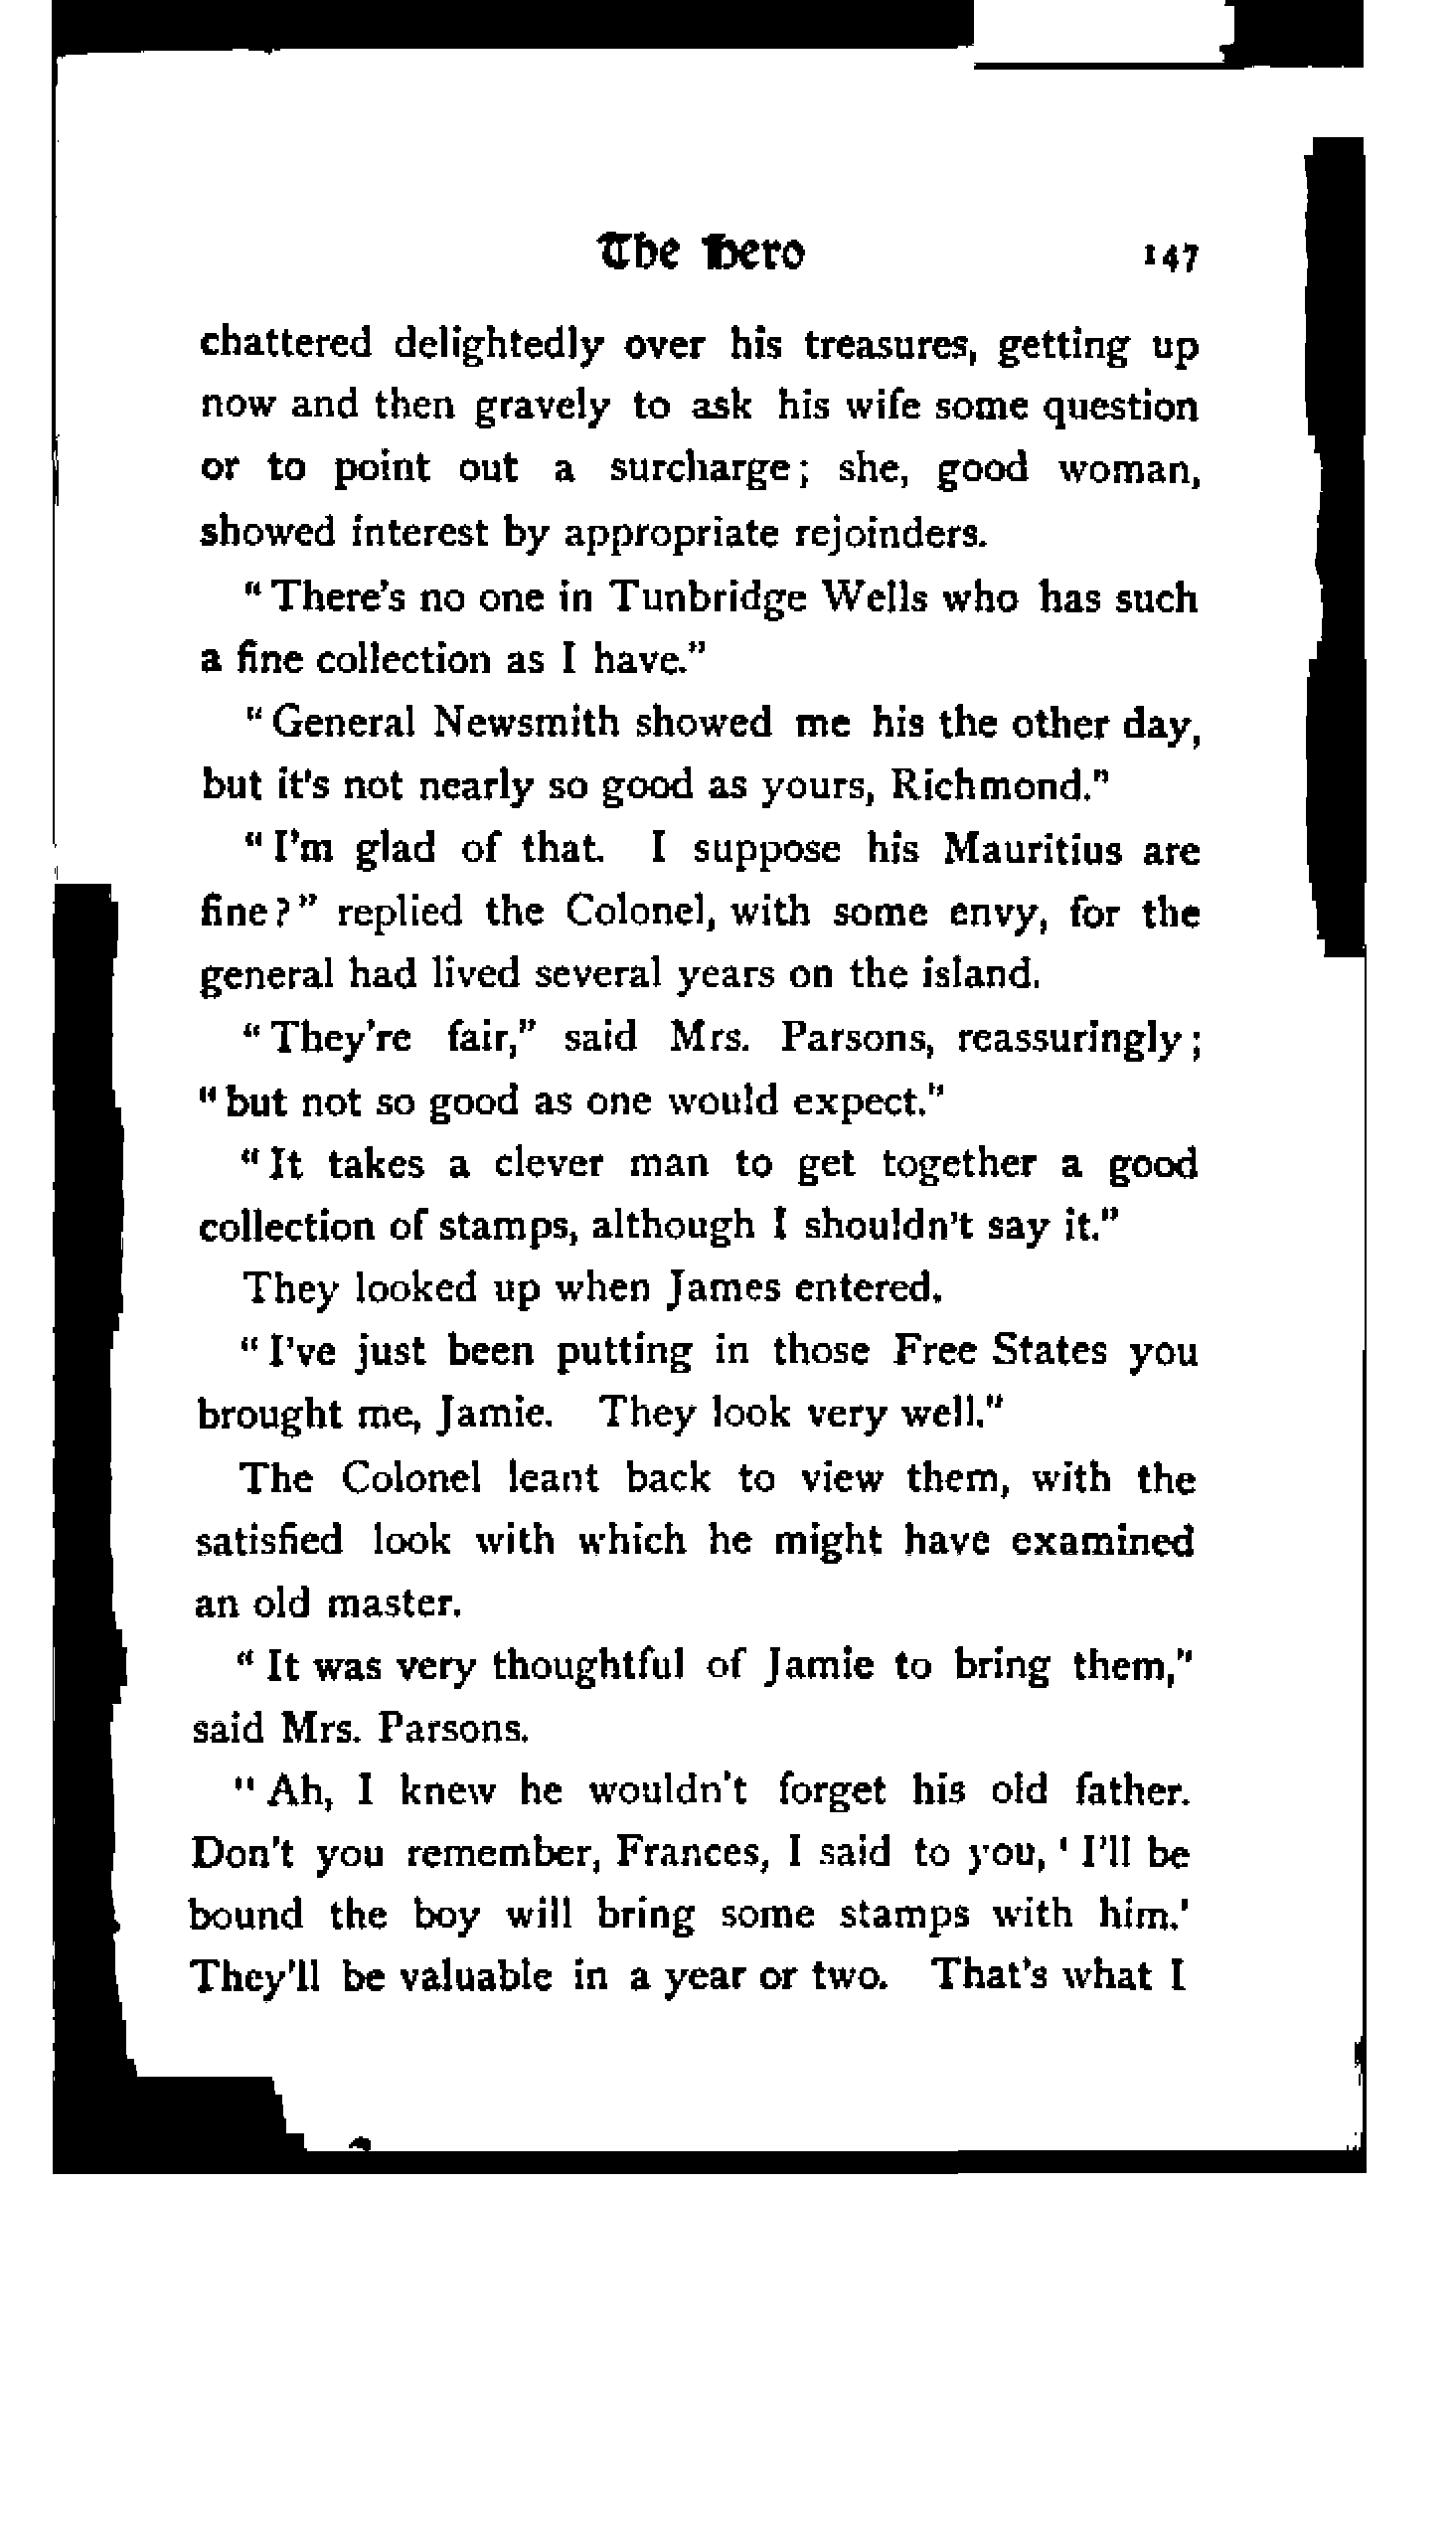 The Hero 147
chattered delightedly over his treasures, getting up
now and then gravely to ask his wife some question
or to point out a surcharge; she, good woman,
showed interest by appropriate rejoinders.
"There's no one in Tunbridge Wells who has such
a fine collection as I have."
"General Newsmith showed me his the other day,
but it's not nearly so good as yours, Richmond."
"I'm glad of that. I suppose his Mauritius are
fine?" replied the Colonel, with some envy, for the
general had lived several years on the island.
"They're fair," said Mrs. Parsons, reassuringly;
"but not so good as one would expect."
"It takes a clever man to get together a good
collection of stamps, although I shouldn't say it."
They looked up when James entered.
"I've just been putting in those Free States you
brought me, Jamie. They look very well."
The Colonel leant back to view them, with the
satisfied look with which he might have examined
an old master.
"It was very thoughtful of Jamie to bring them,"
said Mrs. Parsons.
"Ah, I knew he wouldn't forget his old father.
Don't you remember, Frances, I said to you, 'I'll be
bound the boy will bring some stamps with him.'
They'll be valuable in a year or two. That's what I